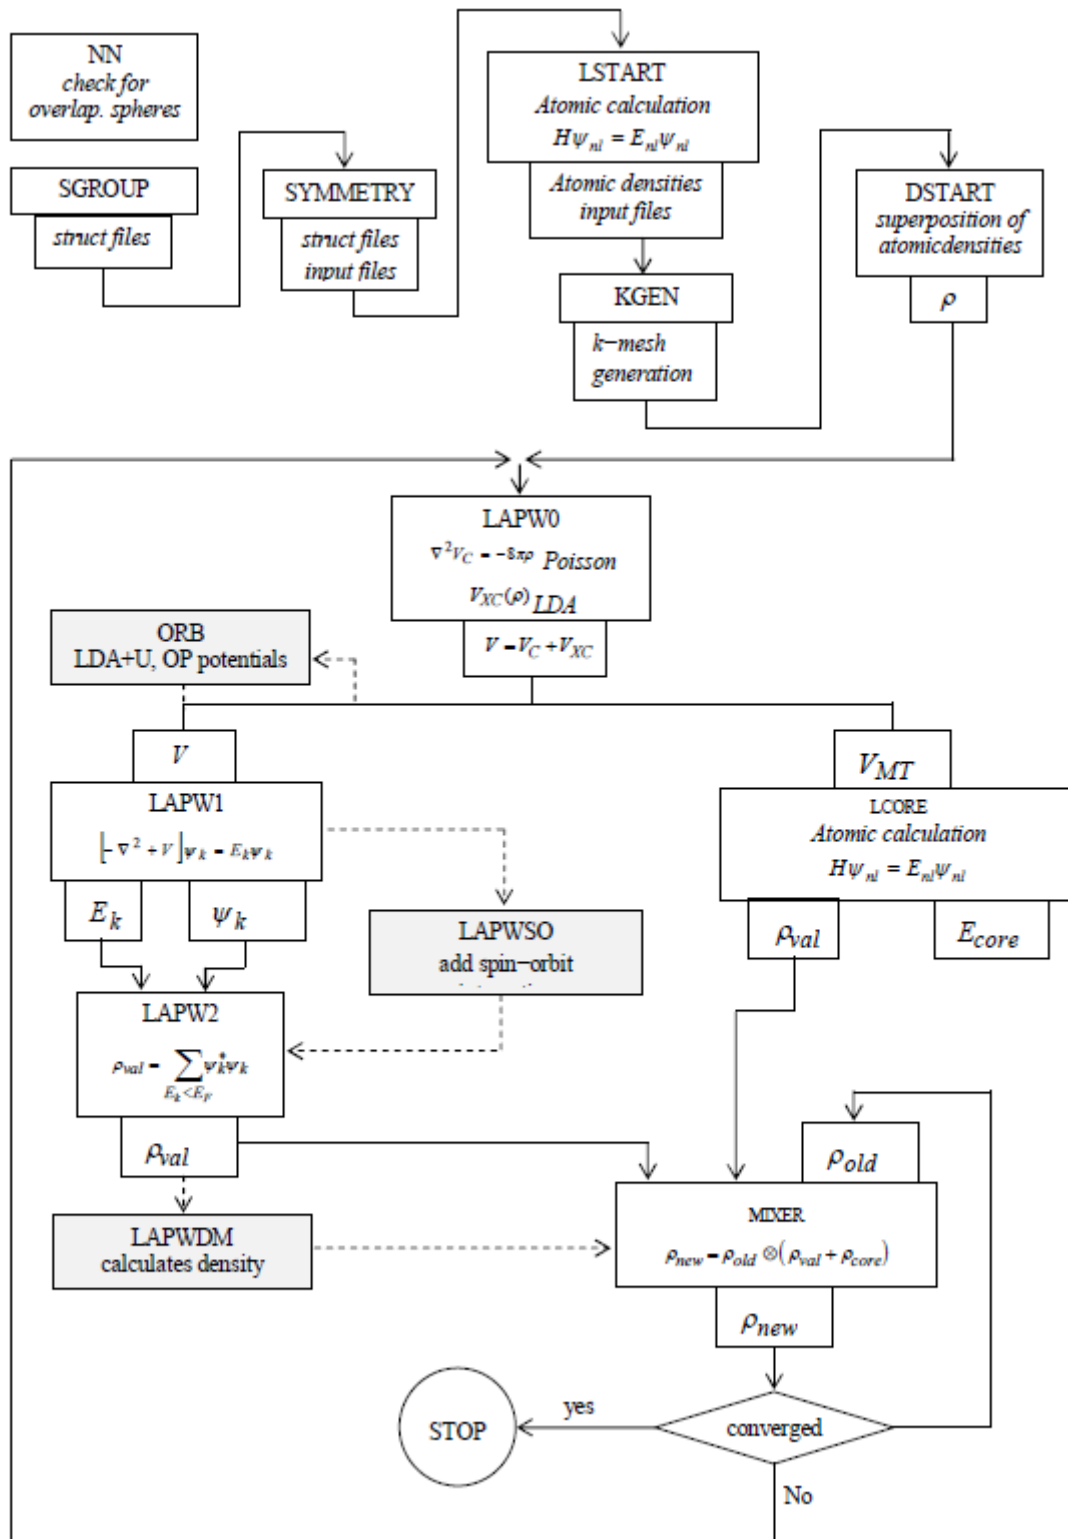 NN
check for
overlap. spheres
SGROUP
struct files
SYMMETRY
struct files
input files
LSTART
Atomic calculation
Hψnl = Enlψnl
Atomic densities
input files
KGEN
k−mesh
generation
DSTART
superposition of
atomicdensities
ρ
LAPW0
∇²VC = −8πρ Poisson
VXC(ρ) LDA
V = VC + VXC
ORB
LDA+U, OP potentials
V
LAPW1
[−∇² + V]ψk = Ekψk
Ek
ψk
LAPWSO
add spin−orbit
LAPW2
ρval = ∑ ψ*kψk
Ek<EF
ρval
LAPWDM
calculates density
VMT
LCORE
Atomic calculation
Hψnl = Enlψnl
ρval
Ecore
ρold
MIXER
ρnew = ρold ⊗ (ρval + ρcore)
ρnew
converged
yes
STOP
No